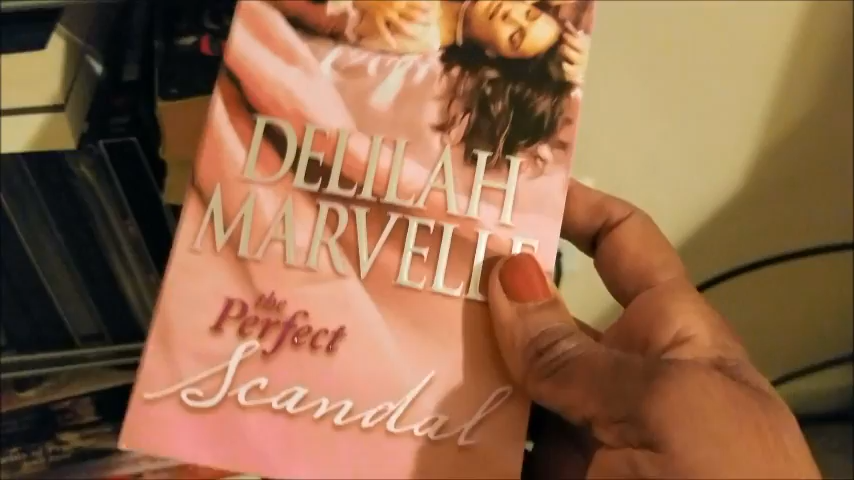 DELILAH
MARVELLE
the
Perfect
Scandal